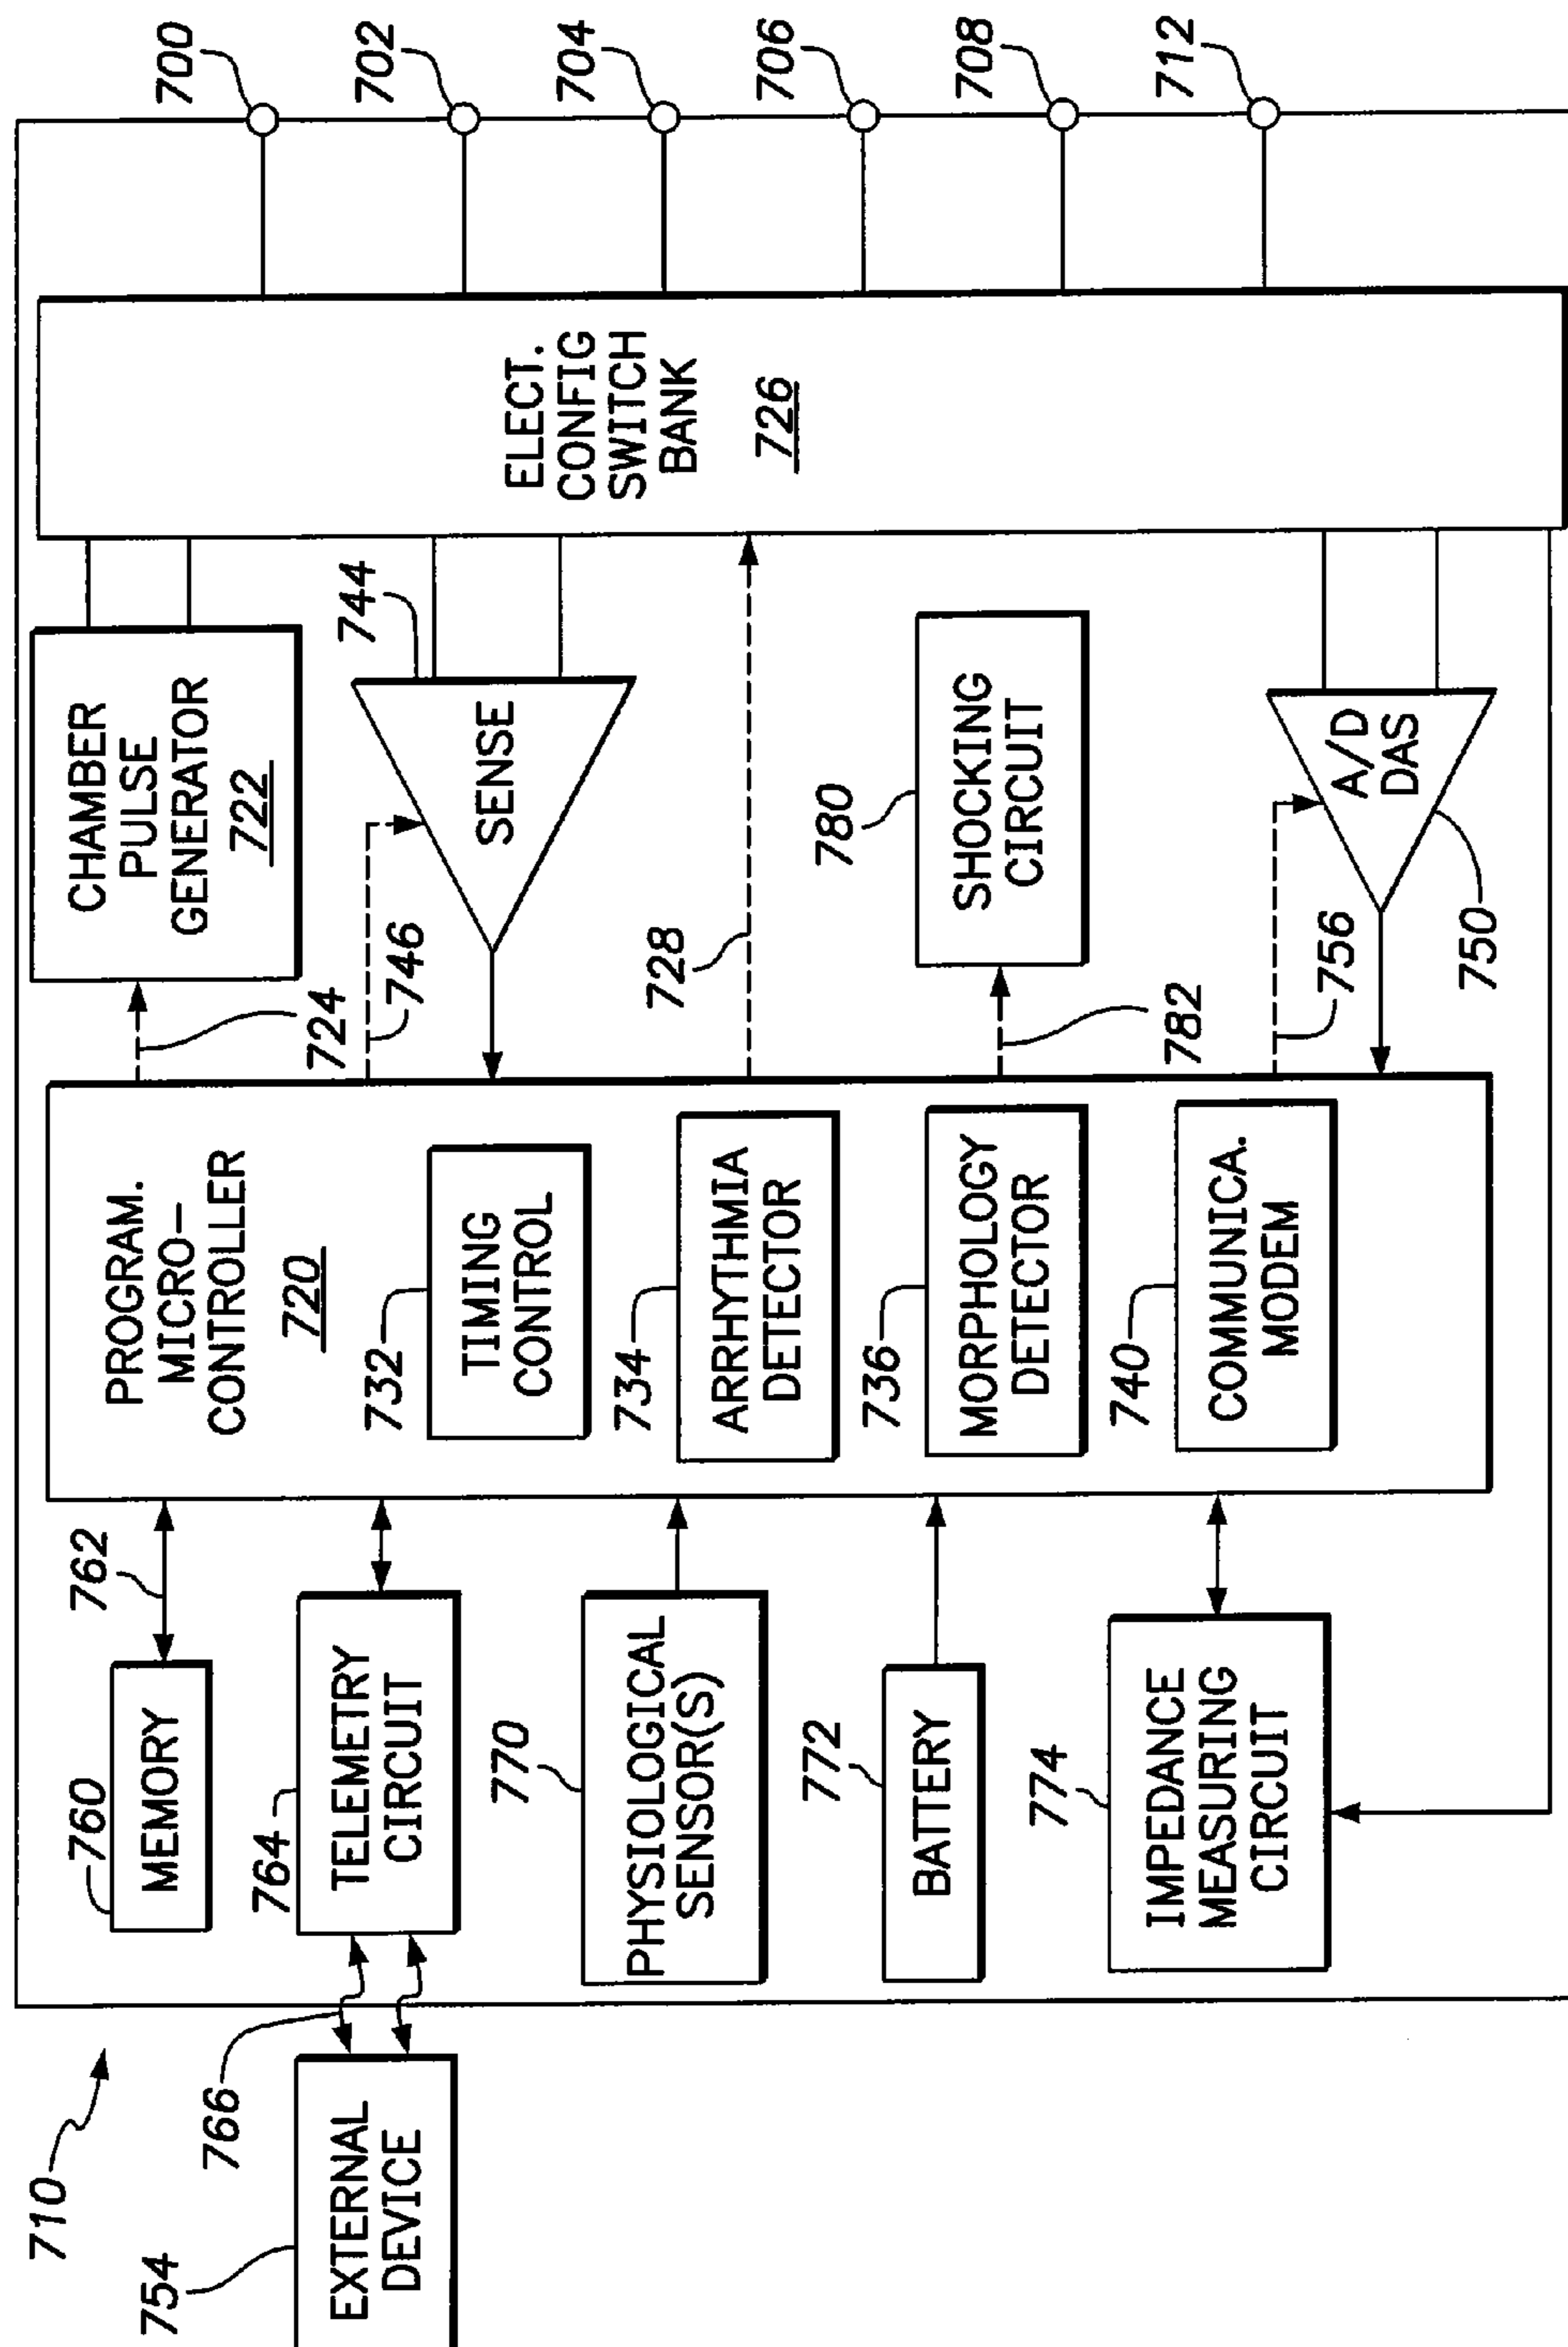 710
754
EXTERNAL
DEVICE
766
760
MEMORY
762
764
TELEMETRY
CIRCUIT
770
PHYSIOLOGICAL
SENSOR(S)
772
BATTERY
774
IMPEDANCE
MEASURING
CIRCUIT
PROGRAM.
MICRO-
CONTROLLER
720
732
TIMING
CONTROL
734
ARRHYTHMIA
DETECTOR
736
MORPHOLOGY
DETECTOR
740
COMMUNICA.
MODEM
CHAMBER
PULSE
GENERATOR
722
724
746
SENSE
744
728
780
SHOCKING
CIRCUIT
782
756
A/D
DAS
750
ELECT.
CONFIG
SWITCH
BANK
726
700
702
704
706
708
712